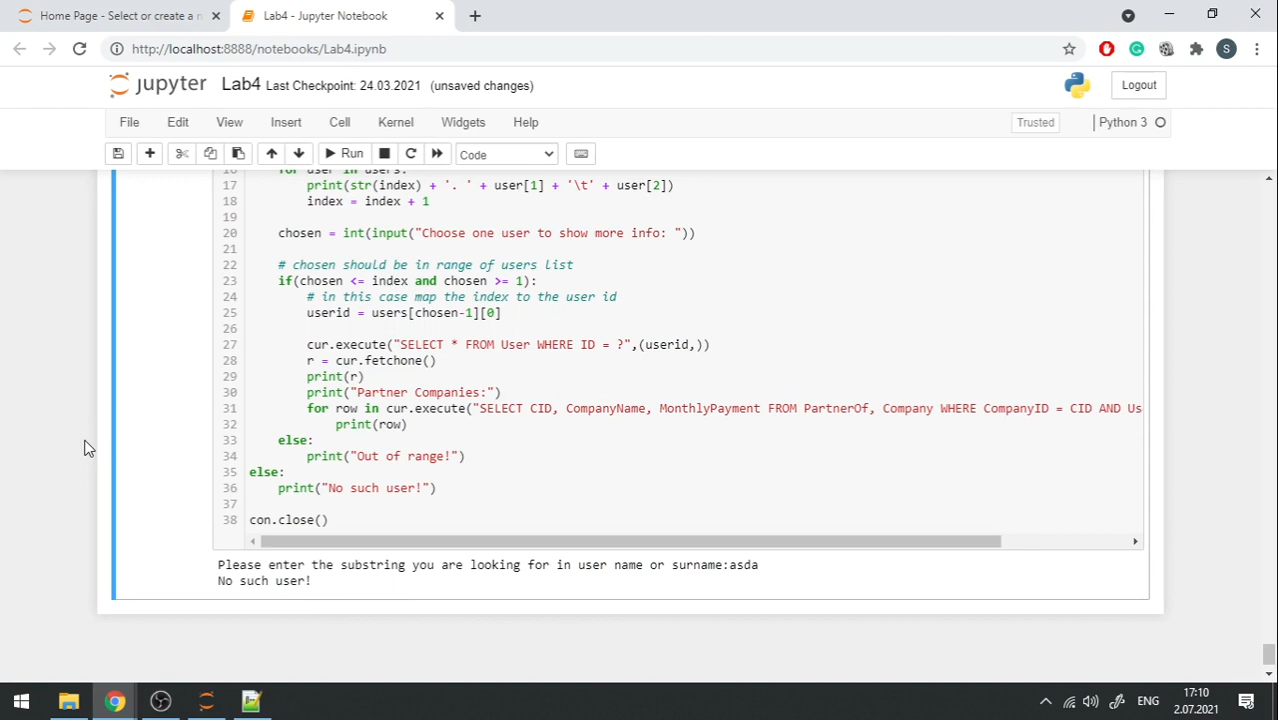 Home Page - Select or create a n
Lab4 - Jupyter Notebook
http://localhost:8888/notebooks/Lab4.ipynb
S
jupyter Lab4 Last Checkpoint: 24.03.2021 (unsaved changes)
Logout
File Edit View Insert Cell Kernel Widgets Help
Trusted
Python 3
Run
Code
16 for user in users:
17 print(str(index) + '. ' + user[1] + '\t' + user[2])
18 index = index + 1
19
20 chosen = int(input("Choose one user to show more info: "))
21
22 # chosen should be in range of users list
23 if(chosen <= index and chosen >= 1):
24 # in this case map the index to the user id
25 userid = users[chosen-1][0]
26
27 cur.execute("SELECT * FROM User WHERE ID = ?",(userid,))
28 r = cur.fetchone()
29 print(r)
30 print("Partner Companies:")
31 for row in cur.execute("SELECT CID, CompanyName, MonthlyPayment FROM PartnerOf, Company WHERE CompanyID = CID AND Us
32 print(row)
33 else:
34 print("Out of range!")
35 else:
36 print("No such user!")
37
38 con.close()
Please enter the substring you are looking for in user name or surname:asda
No such user!
ENG
17:10
2.07.2021